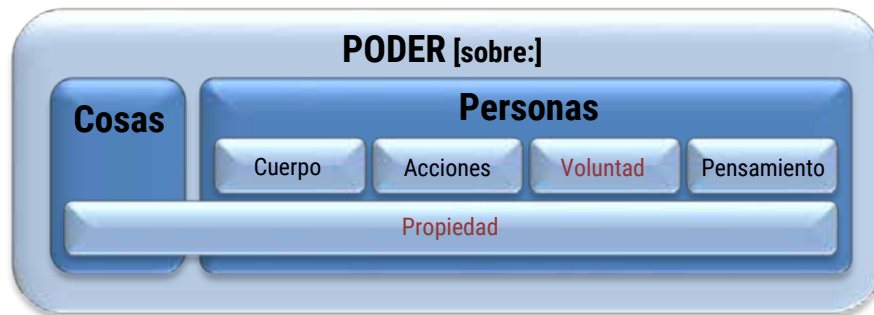 PODER [sobre:]
Cosas
Personas
Cuerpo
Acciones
Voluntad
Pensamiento
Propiedad